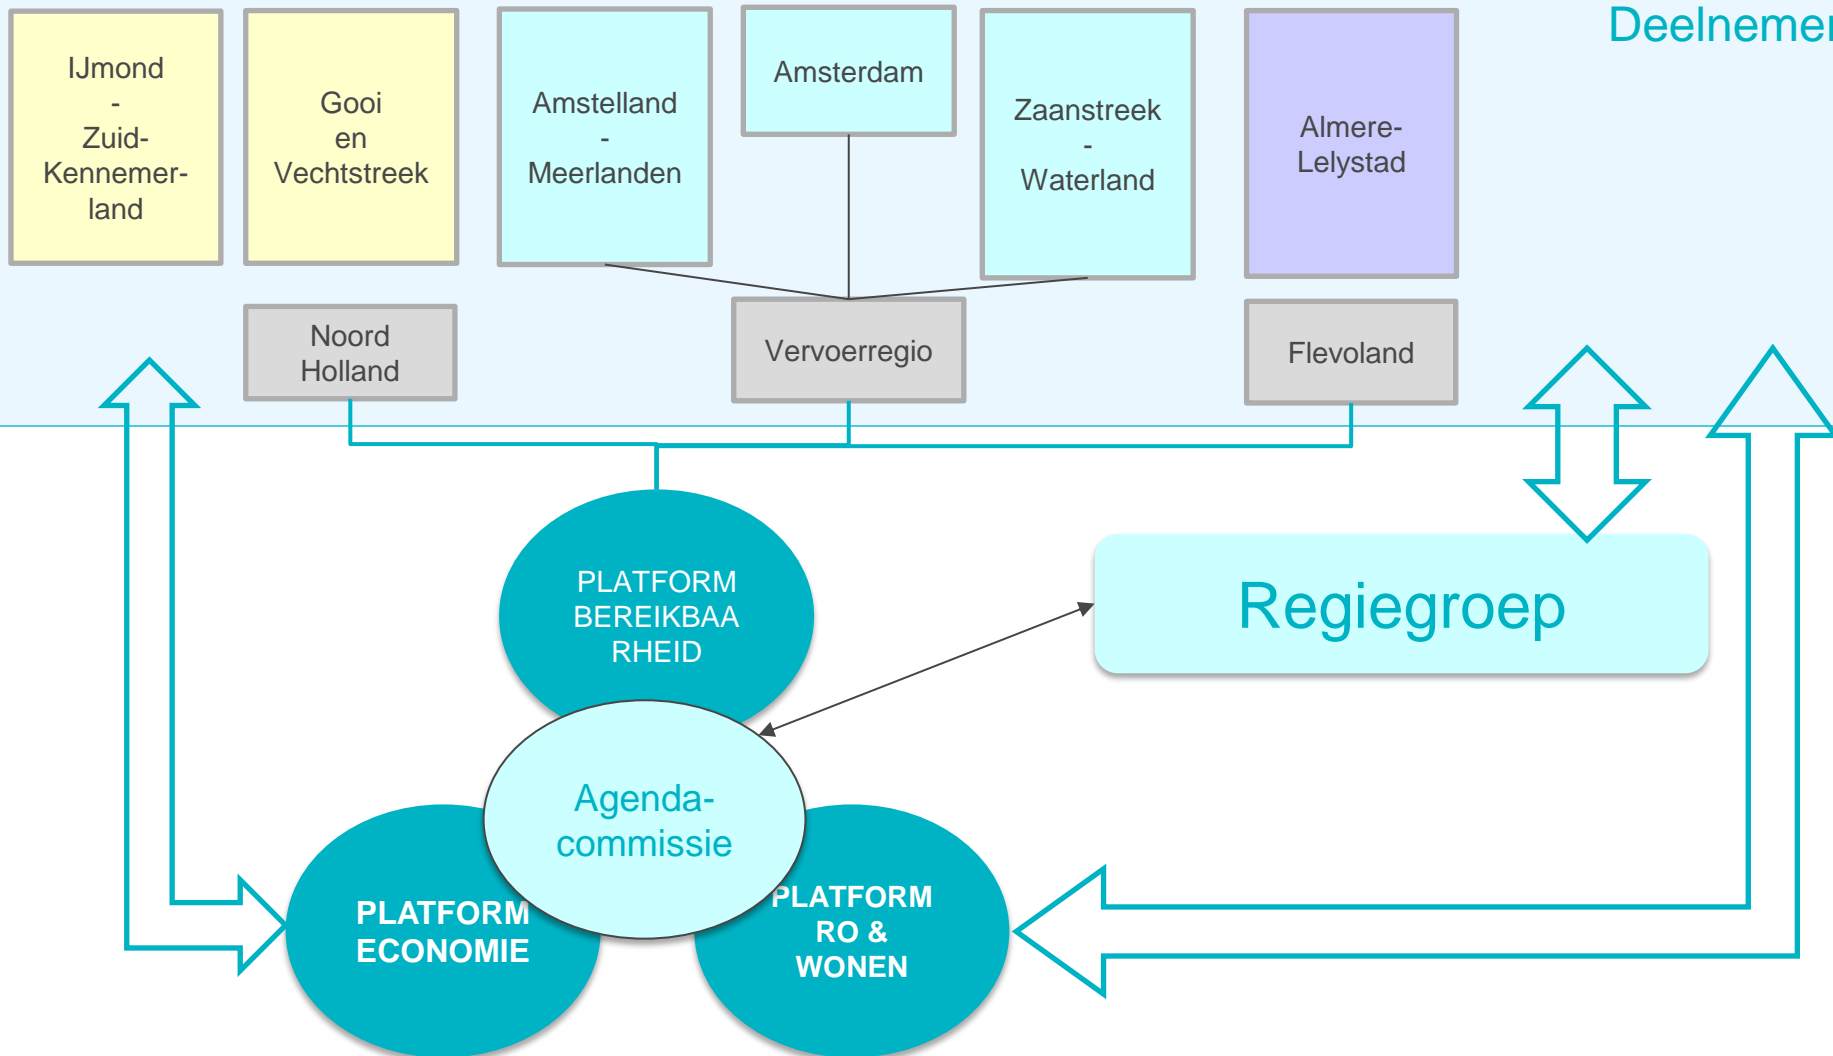 Deelnemer
IJmond
-
Zuid-
Kennemer-
land
Gooi
en
Vechtstreek
Amstelland
-
Meerlanden
Amsterdam
Zaanstreek
-
Waterland
Almere-
Lelystad
Noord
Holland
Vervoerregio
Flevoland
PLATFORM
BEREIKBAA
RHEID
Regiegroep
Agenda-
commissie
PLATFORM
ECONOMIE
PLATFORM
RO &
WONEN